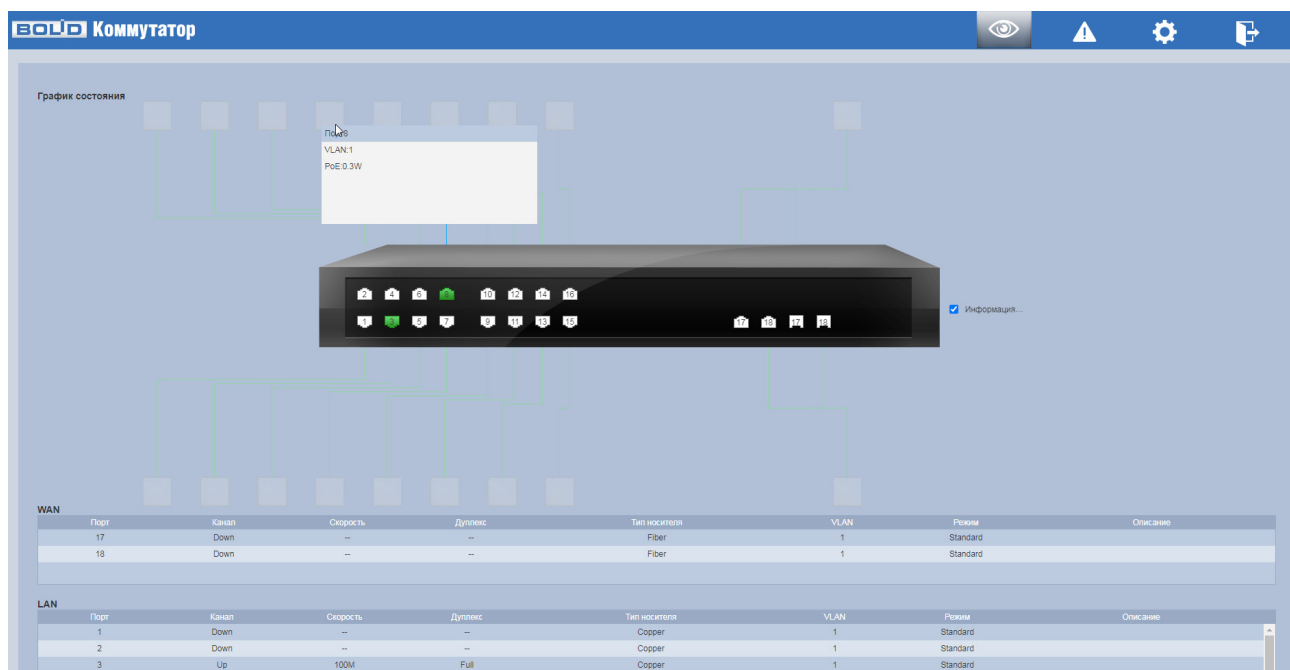 BOLID Коммутатор
График состояния
VLAN:1
PoE:0.3W
2 4 6 8 10 12 14 16
1 3 5 7 9 11 13 15 17 18 17 18
Информация...
WAN
Порт Канал Скорость Дуплекс Тип носителя VLAN Режим Описание
17 Down -- -- Fiber 1 Standard
18 Down -- -- Fiber 1 Standard
LAN
Порт Канал Скорость Дуплекс Тип носителя VLAN Режим Описание
1 Down -- -- Copper 1 Standard
2 Down -- -- Copper 1 Standard
3 Up 100M Full Copper 1 Standard